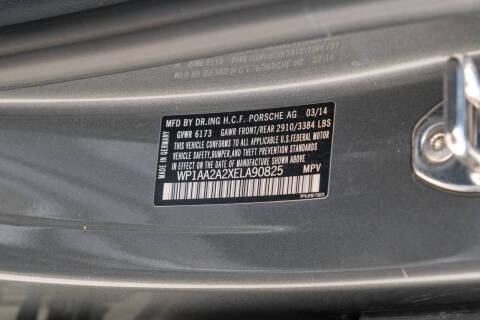 MFD BY DR.ING H.C.F. PORSCHE AG 03/14
GVWR 6173 GAWR FRONT/REAR 2910/3384 LBS
THIS VEHICLE CONFORMS TO ALL APPLICABLE
U.S. FEDERAL MOTOR
VEHICLE SAFETY, BUMPER, AND THEFT PREVENTION STANDARDS
IN EFFECT ON THE DATE OF MANUFACTURE SHOWN ABOVE
WP1AA2A2XELA90825 MPV
MADE IN GERMANY